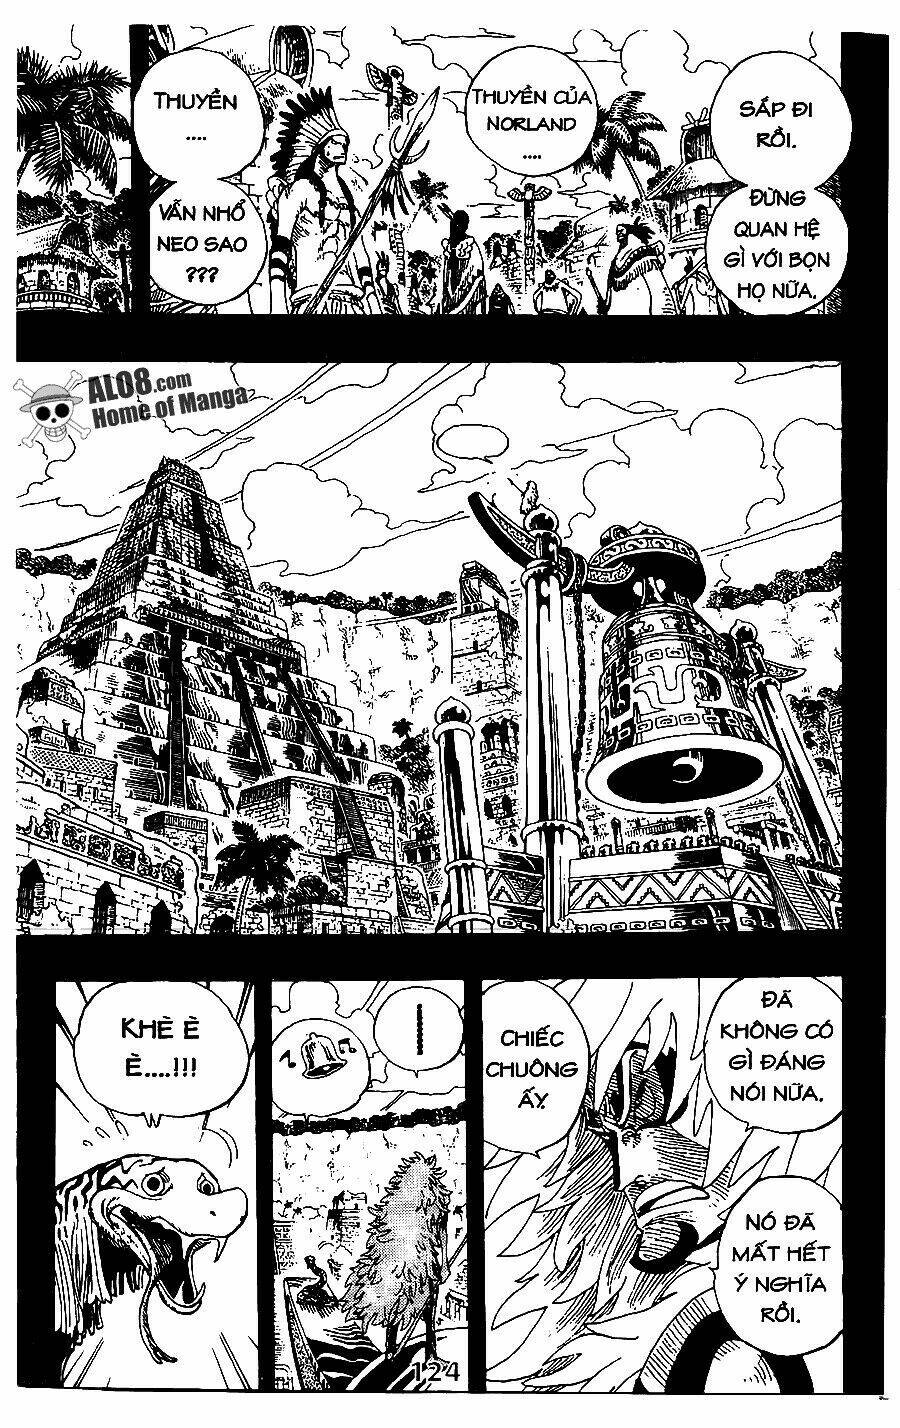 SẮP ĐI
RỒI.
ĐỪNG
QUAN HỆ
GÌ VỚI BỌN
HỌ NỮA.
THUYỀN CỦA
NORLAND
....
THUYỀN
....
VẪN NHỔ
NEO SAO
???
AL08.com
Home of Manga
ĐÃ
KHÔNG CÓ
GÌ ĐÁNG
NÓI NỮA.
NÓ ĐÃ
MẤT HẾT
Ý NGHĨA
RỒI.
CHIẾC
CHUÔNG
ẤY.
KHÈ È
È....!!!
124